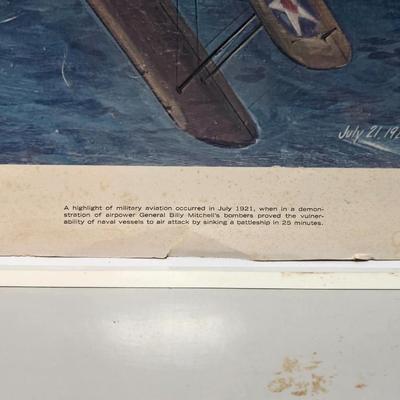 July 21, 192
A highlight of military aviation occurred in July 1921, when in a demon-
stration of airpower General Billy Mitchell's bombers proved the vulner-
ability of naval vessels to air attack by sinking a battleship in 25 minutes.